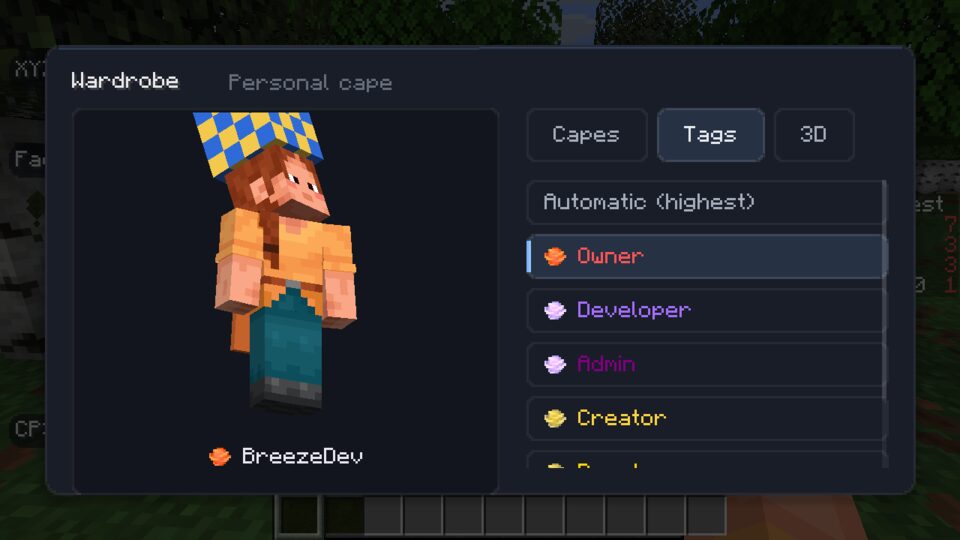 Wardrobe
Personal cape
Capes
Tags
3D
Automatic (highest)
Owner
Developer
Admin
Creator
BreezeDev